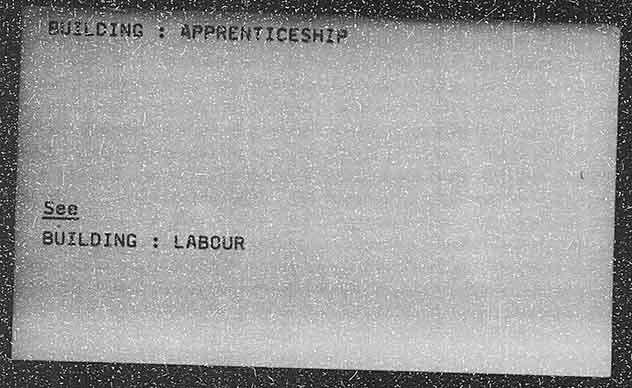 BUILDING : APPRENTICESHIP
See
BUILDING : LABOUR